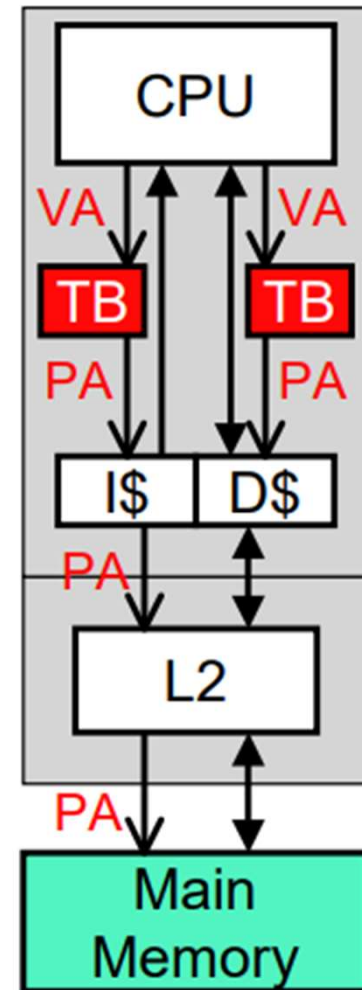 CPU
VA VA
TB TB
PA PA
I$ D$
PA
L2
PA
Main
Memory